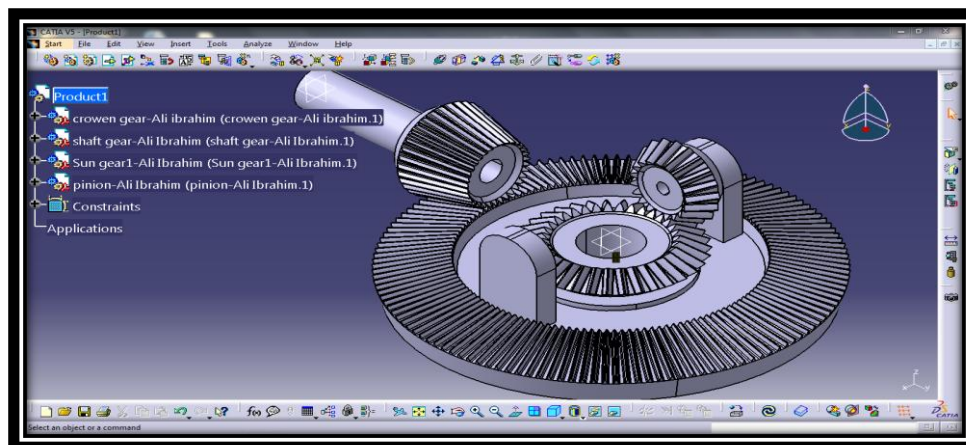 CATIA V5 - [Product1]
Start File Edit View Insert Tools Analyze Window Help
Product1
crowen gear-Ali ibrahim (crowen gear-Ali ibrahim.1)
shaft gear-Ali Ibrahim (shaft gear-Ali Ibrahim.1)
Sun gear1-Ali Ibrahim (Sun gear1-Ali Ibrahim.1)
pinion-Ali Ibrahim (pinion-Ali Ibrahim.1)
Constraints
Applications
CATIA
Select an object or a command